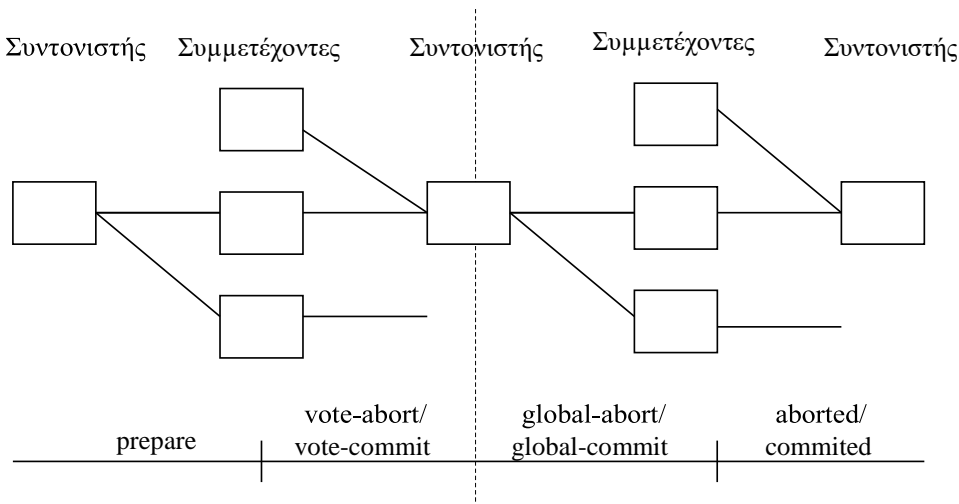 Συντονιστής
Συμμετέχοντες
Συντονιστής
Συμμετέχοντες
Συντονιστής
prepare
vote-abort/
vote-commit
global-abort/
global-commit
aborted/
commited